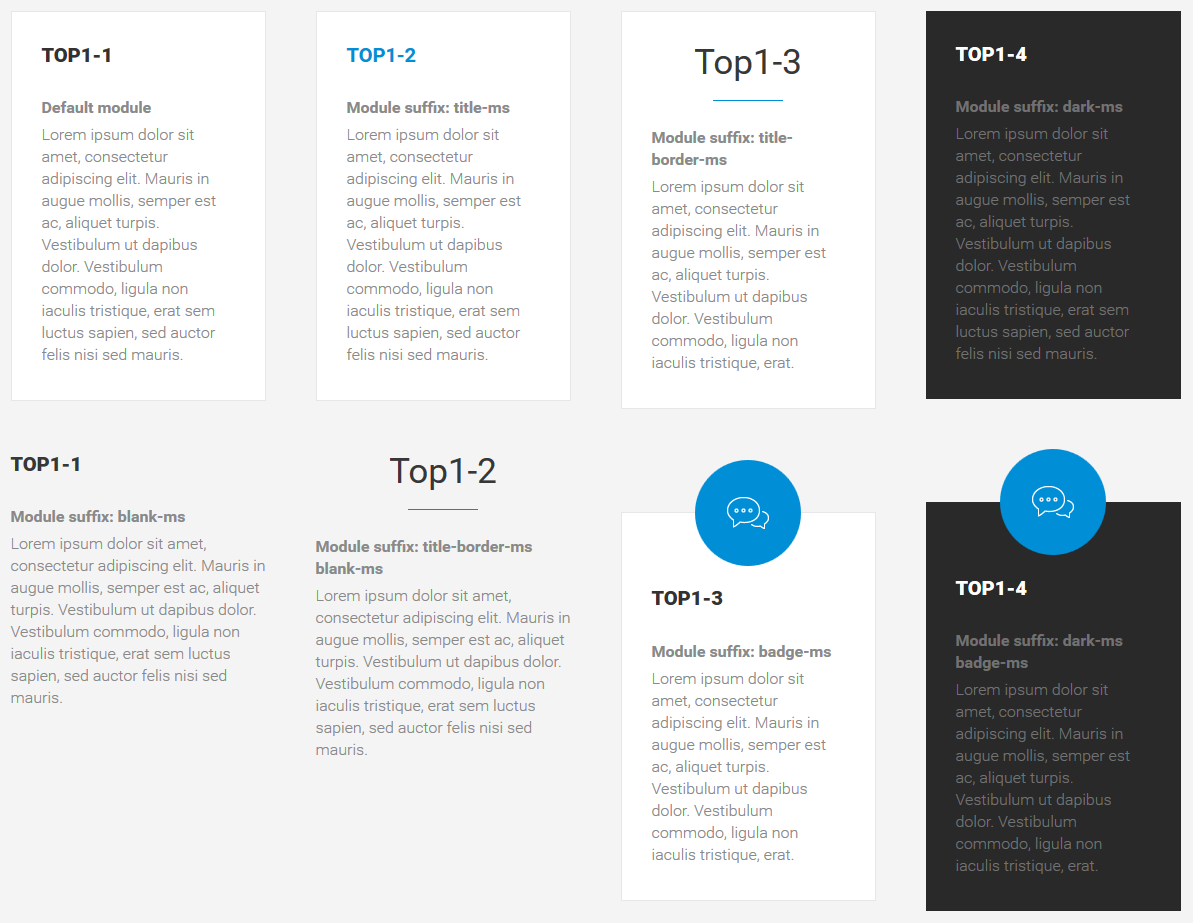 TOP1-1
Default module
Lorem ipsum dolor sit
amet, consectetur
adipiscing elit. Mauris in
augue mollis, semper est
ac, aliquet turpis.
Vestibulum ut dapibus
dolor. Vestibulum
commodo, ligula non
iaculis tristique, erat sem
luctus sapien, sed auctor
felis nisi sed mauris.
TOP1-2
Module suffix: title-ms
Lorem ipsum dolor sit
amet, consectetur
adipiscing elit. Mauris in
augue mollis, semper est
ac, aliquet turpis.
Vestibulum ut dapibus
dolor. Vestibulum
commodo, ligula non
iaculis tristique, erat sem
luctus sapien, sed auctor
felis nisi sed mauris.
Top1-3
Module suffix: title-
border-ms
Lorem ipsum dolor sit
amet, consectetur
adipiscing elit. Mauris in
augue mollis, semper est
ac, aliquet turpis.
Vestibulum ut dapibus
dolor. Vestibulum
commodo, ligula non
iaculis tristique, erat.
TOP1-4
Module suffix: dark-ms
Lorem ipsum dolor sit
amet, consectetur
adipiscing elit. Mauris in
augue mollis, semper est
ac, aliquet turpis.
Vestibulum ut dapibus
dolor. Vestibulum
commodo, ligula non
iaculis tristique, erat sem
luctus sapien, sed auctor
felis nisi sed mauris.
TOP1-1
Module suffix: blank-ms
Lorem ipsum dolor sit amet,
consectetur adipiscing elit. Mauris in
augue mollis, semper est ac, aliquet
turpis. Vestibulum ut dapibus dolor.
Vestibulum commodo, ligula non
iaculis tristique, erat sem luctus
sapien, sed auctor felis nisi sed
mauris.
Top1-2
Module suffix: title-border-ms
blank-ms
Lorem ipsum dolor sit amet,
consectetur adipiscing elit. Mauris in
augue mollis, semper est ac, aliquet
turpis. Vestibulum ut dapibus dolor.
Vestibulum commodo, ligula non
iaculis tristique, erat sem luctus
sapien, sed auctor felis nisi sed
mauris.
TOP1-3
Module suffix: badge-ms
Lorem ipsum dolor sit
amet, consectetur
adipiscing elit. Mauris in
augue mollis, semper est
ac, aliquet turpis.
Vestibulum ut dapibus
dolor. Vestibulum
commodo, ligula non
iaculis tristique, erat.
TOP1-4
Module suffix: dark-ms
badge-ms
Lorem ipsum dolor sit
amet, consectetur
adipiscing elit. Mauris in
augue mollis, semper est
ac, aliquet turpis.
Vestibulum ut dapibus
dolor. Vestibulum
commodo, ligula non
iaculis tristique, erat.